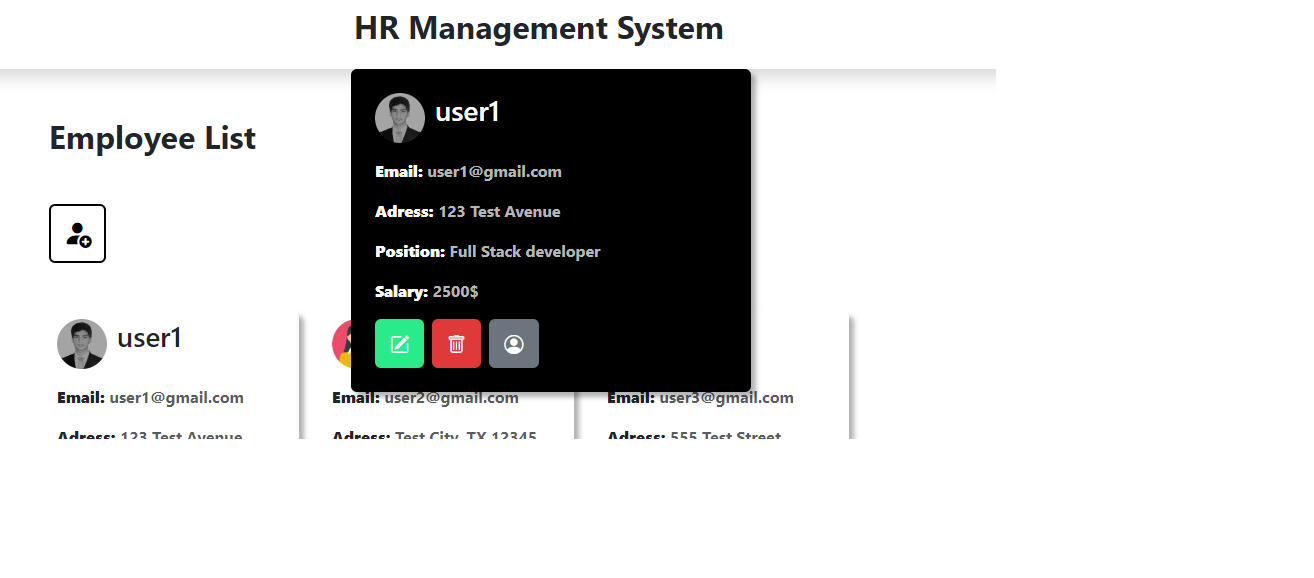 HR Management System
user1
Email: user1@gmail.com
Adress: 123 Test Avenue
Position: Full Stack developer
Salary: 2500$
Employee List
user1
Email: user1@gmail.com
Adress: 123 Test Avenue
Email: user2@gmail.com
Adress: Test City, TX 12345
Email: user3@gmail.com
Adress: 555 Test Street